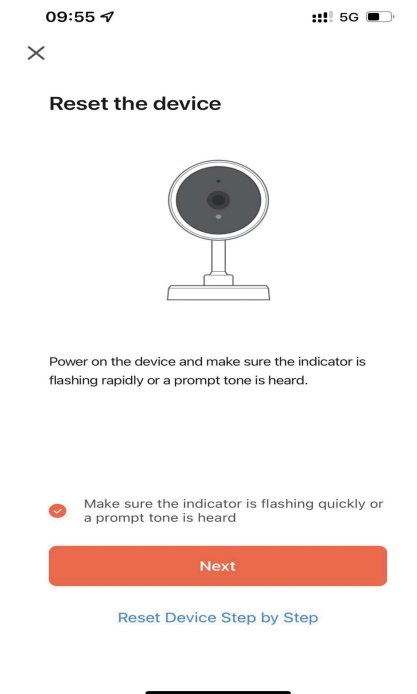 09:55
5G
Reset the device
Power on the device and make sure the indicator is
flashing rapidly or a prompt tone is heard.
Make sure the indicator is flashing quickly or
a prompt tone is heard
Next
Reset Device Step by Step